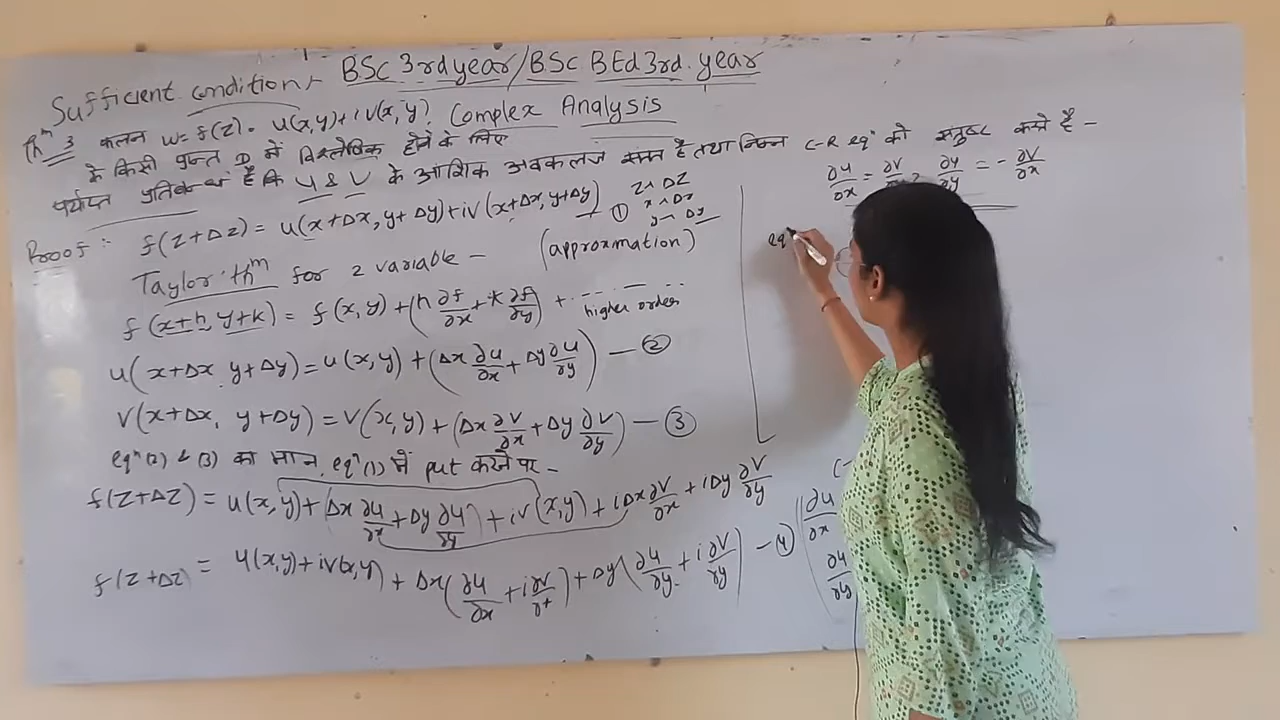 Sufficient condition,
BSc 3rd year/BSc BEd 3rd. year
Complex Analysis
Thᵐ 3 फलन w = f(z) = u(x,y)+iv(x,y)
के किसी प्रान्त D में विश्लेषिक होने के लिए
पर्याप्त प्रतिबन्ध है कि u & v के आंशिक अवकलज सतत है तथा निम्न C-R eqⁿ को संतुष्ट करते है -
∂u/∂x = ∂v/∂y, ∂u/∂y = -∂v/∂x
Proof :- f(z+Δz) = u(x+Δx, y+Δy)+iv(x+Δx, y+Δy) — ①
z ~ Δz
x ~ Δx
y ~ Δy
Taylor thᵐ for 2 variable - (approxmation)
f(x+h, y+k) = f(x,y) + (h ∂f/∂x + k ∂f/∂y) + ....... higher order
u(x+Δx, y+Δy) = u(x,y) + (Δx ∂u/∂x + Δy ∂u/∂y) — ②
v(x+Δx, y+Δy) = v(x,y) + (Δx ∂v/∂x + Δy ∂v/∂y) — ③
eqⁿ(2) & (3) का मान eqⁿ(1) में put करने पर -
f(z+Δz) = u(x,y) + (Δx ∂u/∂x + Δy ∂u/∂y) + iv(x,y) + iΔx ∂v/∂x + iΔy ∂v/∂y
f(z+Δz) = u(x,y) + iv(x,y) + Δx(∂u/∂x + i ∂v/∂x) + Δy(∂u/∂y + i ∂v/∂y) — ④
eqⁿ
C-
∂u/∂x
∂u/∂y